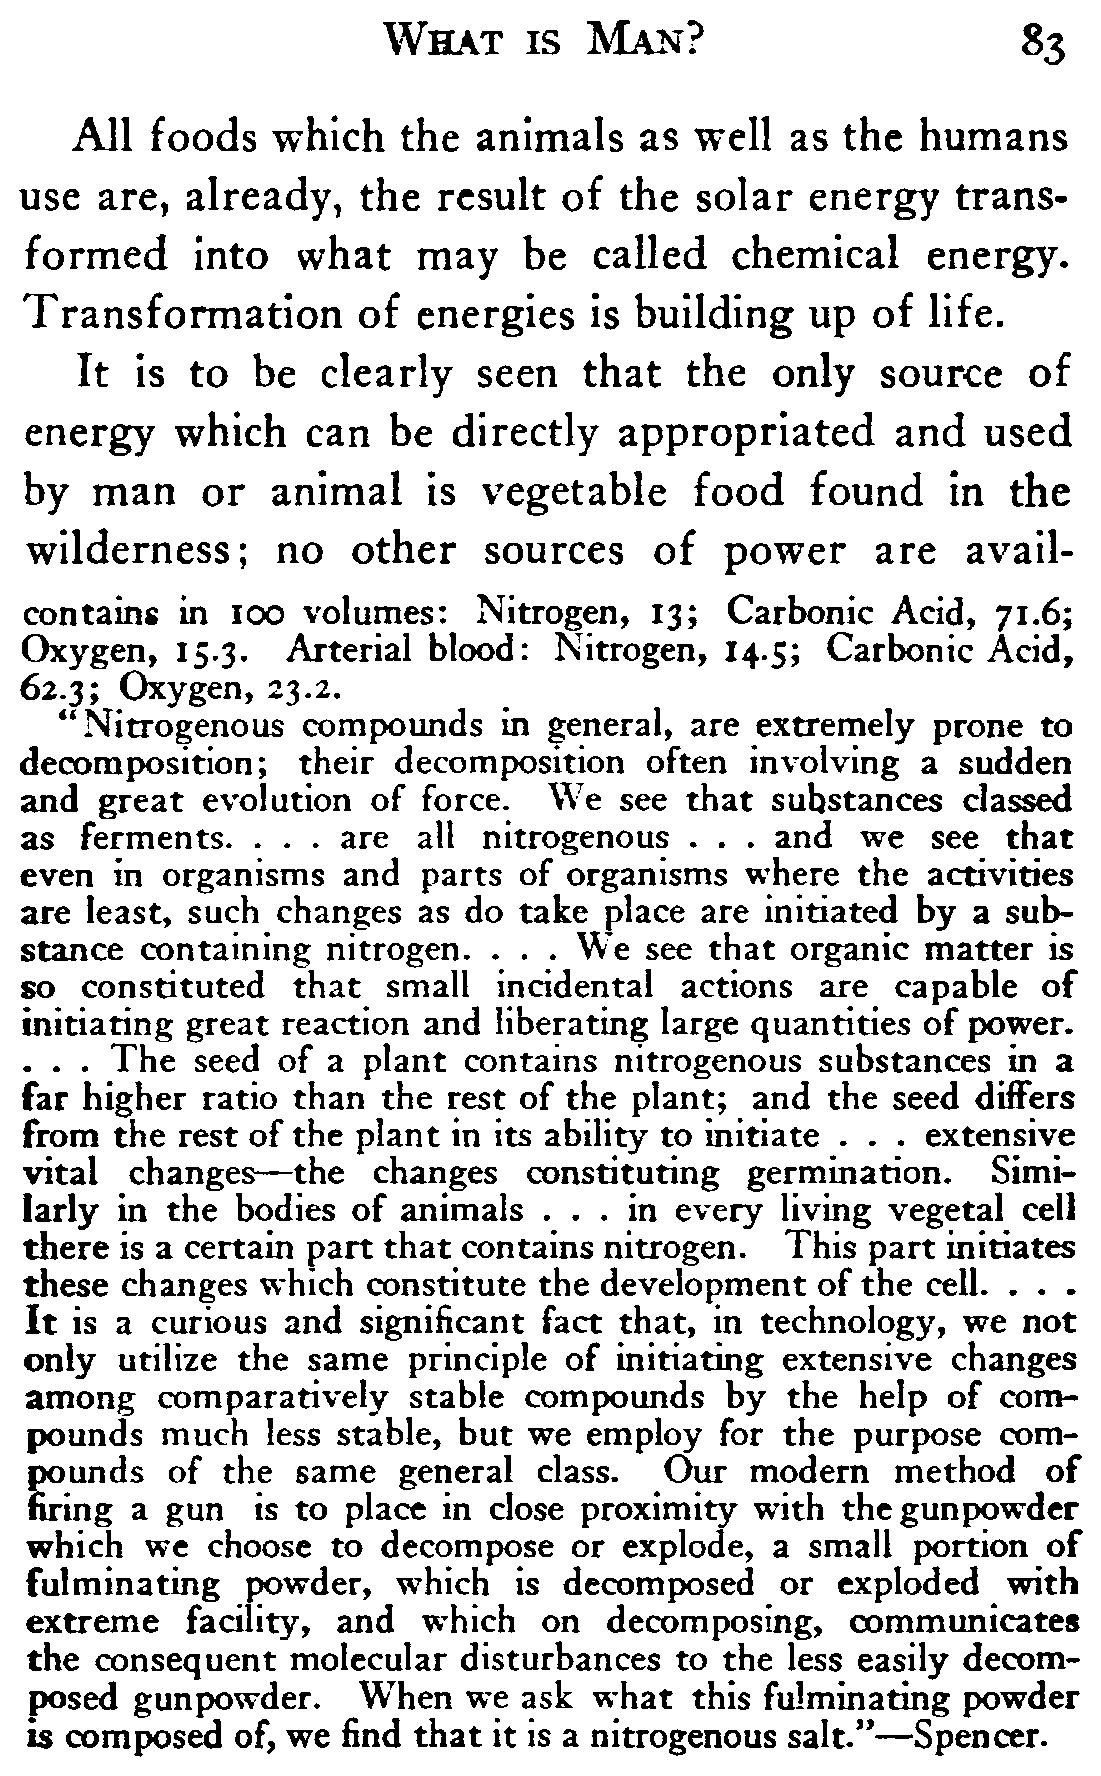 WHAT IS MAN? 83
All foods which the animals as well as the humans
use are, already, the result of the solar energy trans-
formed into what may be called chemical energy.
Transformation of energies is building up of life.
It is to be clearly seen that the only source of
energy which can be directly appropriated and used
by man or animal is vegetable food found in the
wilderness; no other sources of power are avail-
contains in 100 volumes: Nitrogen, 13; Carbonic Acid, 71.6;
Oxygen, 15.3. Arterial blood: Nitrogen, 14.5; Carbonic Acid,
62.3; Oxygen, 23.2.
“Nitrogenous compounds in general, are extremely prone to
decomposition; their decomposition often involving a sudden
and great evolution of force. We see that substances classed
as ferments. . . . are all nitrogenous . . . and we see that
even in organisms and parts of organisms where the activities
are least, such changes as do take place are initiated by a sub-
stance containing nitrogen. . . . We see that organic matter is
so constituted that small incidental actions are capable of
initiating great reaction and liberating large quantities of power.
. . . The seed of a plant contains nitrogenous substances in a
far higher ratio than the rest of the plant; and the seed differs
from the rest of the plant in its ability to initiate . . . extensive
vital changes—the changes constituting germination. Simi-
larly in the bodies of animals . . . in every living vegetal cell
there is a certain part that contains nitrogen. This part initiates
these changes which constitute the development of the cell. . . .
It is a curious and significant fact that, in technology, we not
only utilize the same principle of initiating extensive changes
among comparatively stable compounds by the help of com-
pounds much less stable, but we employ for the purpose com-
pounds of the same general class. Our modern method of
firing a gun is to place in close proximity with the gunpowder
which we choose to decompose or explode, a small portion of
fulminating powder, which is decomposed or exploded with
extreme facility, and which on decomposing, communicates
the consequent molecular disturbances to the less easily decom-
posed gunpowder. When we ask what this fulminating powder
is composed of, we find that it is a nitrogenous salt.”—Spencer.